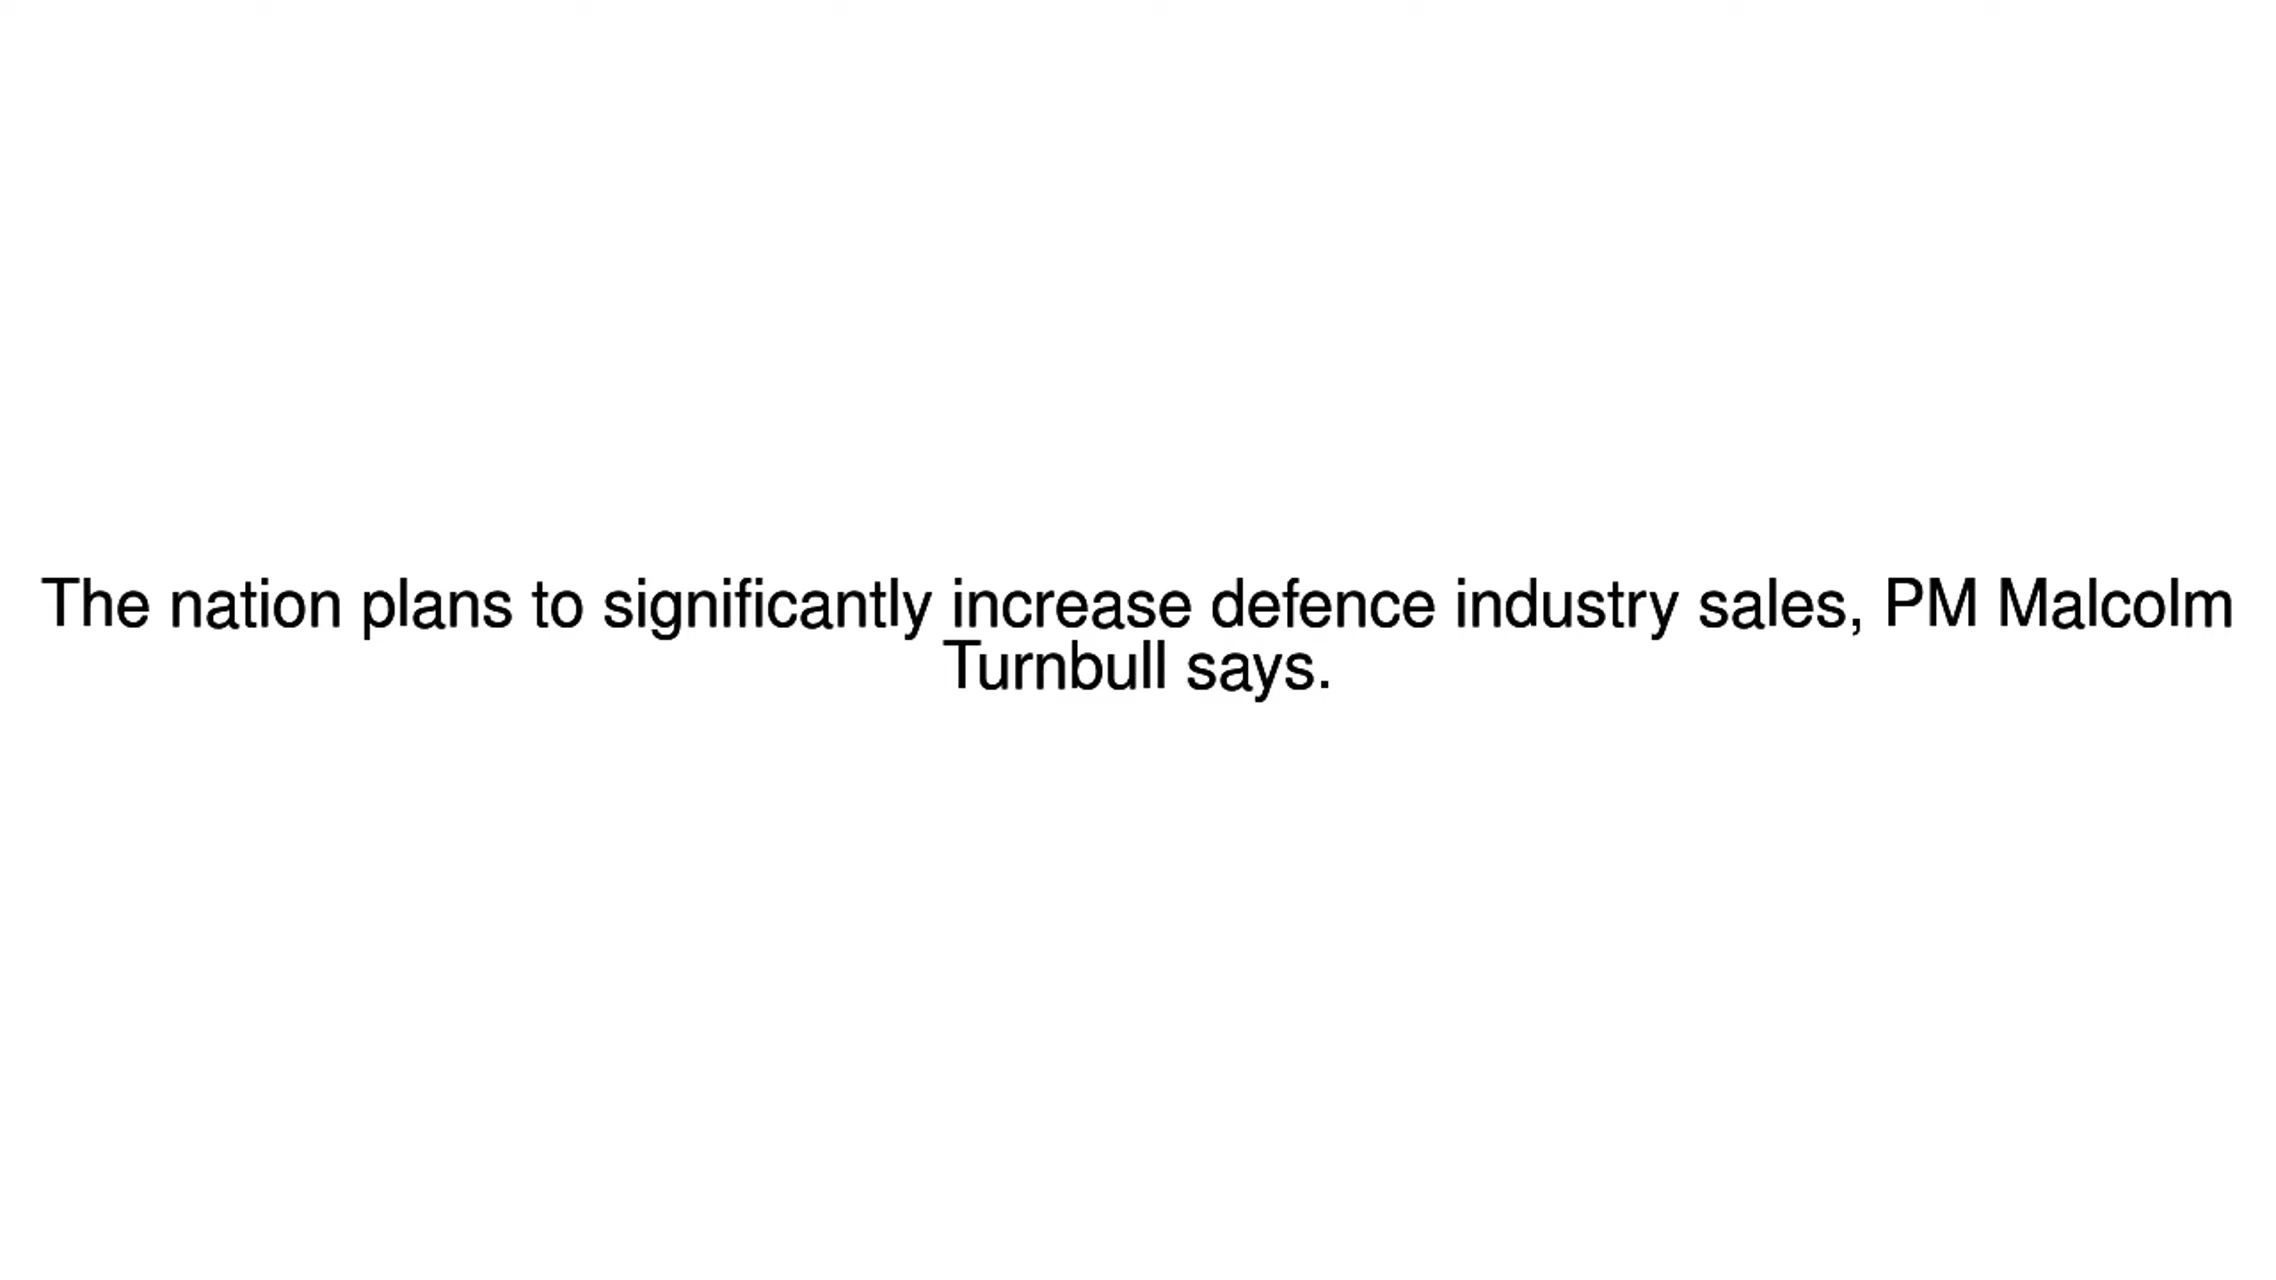 The nation plans to significantly increase defence industry sales, PM Malcolm
Turnbull says.